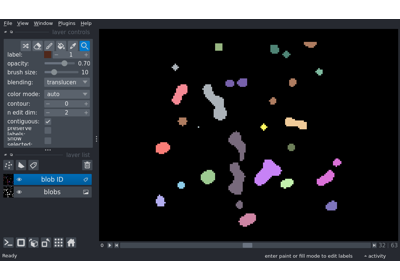 File View Window Plugins Help
layer controls
label: 1
opacity: 0.70
brush size: 10
blending: translucen
color mode: auto
contour: 0
n edit dim: 2
contiguous: ✓
preserve
labels:
show
selected:
layer list
blob ID
blobs
32 63
Ready enter paint or fill mode to edit labels activity